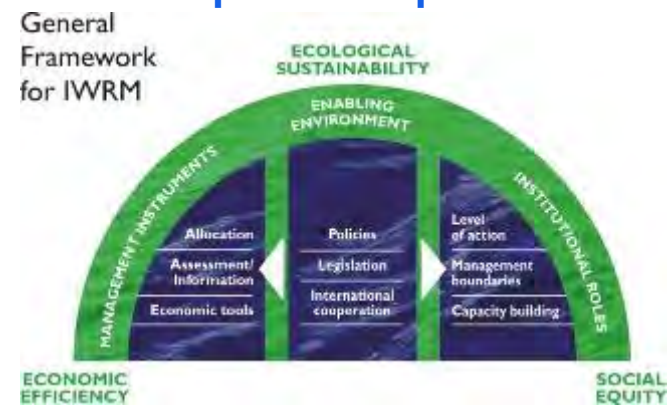 General
Framework
for IWRM
ECOLOGICAL
SUSTAINABILITY
ENABLING
ENVIRONMENT
MANAGEMENT INSTRUMENTS
INSTITUTIONAL ROLES
Allocation
Assessment/
Information
Economic tools
Policies
Legislation
International
cooperation
Level
of action
Management
boundaries
Capacity building
ECONOMIC
EFFICIENCY
SOCIAL
EQUITY